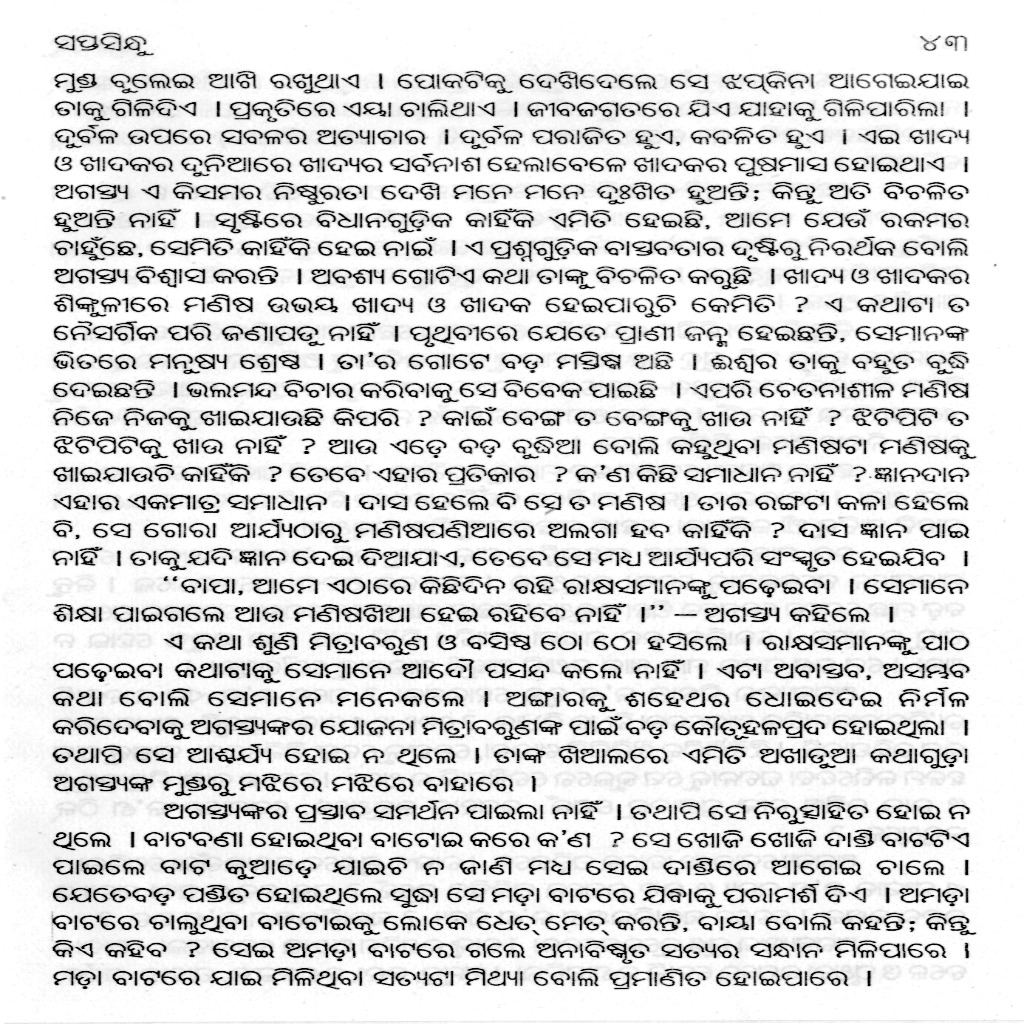 ସପ୍ତସିନ୍ଧୁ ୪୩
ମୁଣ୍ଡ ବୁଲେଇ ଆଖି ରଖୁଥାଏ । ପୋକଟିକୁ ଦେଖିଦେଲେ ସେ ଝପ୍‌କିନା ଆଗେଇଯାଇ
ତାକୁ ଗିଳିଦିଏ । ପ୍ରକୃତିରେ ଏୟା ଚାଲିଥାଏ । ଜୀବଜଗତରେ ଯିଏ ଯାହାକୁ ଗିଳିପାରିଲା ।
ଦୁର୍ବଳ ଉପରେ ସବଳର ଅତ୍ୟାଚାର । ଦୁର୍ବଳ ପରାଜିତ ହୁଏ, କବଳିତ ହୁଏ । ଏଇ ଖାଦ୍ୟ
ଓ ଖାଦକର ଦୁନିଆରେ ଖାଦ୍ୟର ସର୍ବନାଶ ହେଲାବେଳେ ଖାଦକର ପୁଷମାସ ହୋଇଥାଏ ।
ଅଗସ୍ତ୍ୟ ଏ କିସମର ନିଷ୍ଠୁରତା ଦେଖି ମନେ ମନେ ଦୁଃଖିତ ହୁଅନ୍ତି; କିନ୍ତୁ ଅତି ବିଚଳିତ
ହୁଅନ୍ତି ନାହିଁ । ସୃଷ୍ଟିରେ ବିଧାନଗୁଡ଼ିକ କାହିଁକି ଏମିତି ହେଇଛି, ଆମେ ଯେଉଁ ରକମର
ଚାହୁଁଛେ, ସେମିତି କାହିଁକି ହେଇ ନାଇଁ । ଏ ପ୍ରଶ୍ନଗୁଡ଼ିକ ବାସ୍ତବତାର ଦୃଷ୍ଟିରୁ ନିରର୍ଥକ ବୋଲି
ଅଗସ୍ତ୍ୟ ବିଶ୍ୱାସ କରନ୍ତି । ଅବଶ୍ୟ ଗୋଟିଏ କଥା ତାଙ୍କୁ ବିଚଳିତ କରୁଛି । ଖାଦ୍ୟ ଓ ଖାଦକର
ଶିଙ୍କୁଳୀରେ ମଣିଷ ଉଭୟ ଖାଦ୍ୟ ଓ ଖାଦକ ହେଇପାରୁଚି କେମିତି ? ଏ କଥାଟା ତ
ନୈସର୍ଗିକ ପରି ଜଣାପଡୁ ନାହିଁ । ପୃଥିବୀରେ ଯେତେ ପ୍ରାଣୀ ଜନ୍ମ ହେଇଛନ୍ତି, ସେମାନଙ୍କ
ଭିତରେ ମନୁଷ୍ୟ ଶ୍ରେଷ୍ଠ । ତା’ର ଗୋଟେ ବଡ଼ ମସ୍ତିଷ୍କ ଅଛି । ଈଶ୍ୱର ତାକୁ ବହୁତ ବୁଦ୍ଧି
ଦେଇଛନ୍ତି । ଭଲମନ୍ଦ ବିଚାର କରିବାକୁ ସେ ବିବେକ ପାଇଛି । ଏପରି ଚେତନାଶୀଳ ମଣିଷ
ନିଜେ ନିଜକୁ ଖାଇଯାଉଛି କିପରି ? କାଇଁ ବେଙ୍ଗ ତ ବେଙ୍ଗକୁ ଖାଉ ନାହିଁ ? ଝିଟିପିଟି ତ
ଝିଟିପିଟିକୁ ଖାଉ ନାହିଁ ? ଆଉ ଏଡ଼େ ବଡ଼ ବୁଦ୍ଧିଆ ବୋଲି କହୁଥିବା ମଣିଷଟା ମଣିଷକୁ
ଖାଇଯାଉଚି କାହିଁକି ? ତେବେ ଏହାର ପ୍ରତିକାର ? କ’ଣ କିଛି ସମାଧାନ ନାହିଁ ? ଜ୍ଞାନଦାନ
ଏହାର ଏକମାତ୍ର ସମାଧାନ । ଦାସ ହେଲେ ବି ସେ ତ ମଣିଷ । ତାର ରଙ୍ଗଟା କଳା ହେଲେ
ବି, ସେ ଗୋରା ଆର୍ଯ୍ୟଠାରୁ ମଣିଷପଣିଆରେ ଅଲଗା ହବ କାହିଁକି ? ଦାସ ଜ୍ଞାନ ପାଇ
ନାହିଁ । ତାକୁ ଯଦି ଜ୍ଞାନ ଦେଇ ଦିଆଯାଏ, ତେବେ ସେ ମଧ୍ୟ ଆର୍ଯ୍ୟପରି ସଂସ୍କୃତ ହେଇଯିବ ।
“ବାପା, ଆମେ ଏଠାରେ କିଛିଦିନ ରହି ରାକ୍ଷସମାନଙ୍କୁ ପଢ଼େଇବା । ସେମାନେ
ଶିକ୍ଷା ପାଇଗଲେ ଆଉ ମଣିଷଖିଆ ହେଇ ରହିବେ ନାହିଁ ।” – ଅଗସ୍ତ୍ୟ କହିଲେ ।
ଏ କଥା ଶୁଣି ମିତ୍ରାବରୁଣ ଓ ବସିଷ୍ଠ ଠୋ ଠୋ ହସିଲେ । ରାକ୍ଷସମାନଙ୍କୁ ପାଠ
ପଢ଼େଇବା କଥାଟାକୁ ସେମାନେ ଆଦୌ ପସନ୍ଦ କଲେ ନାହିଁ । ଏଟା ଅବାସ୍ତବ, ଅସମ୍ଭବ
କଥା ବୋଲି ସେମାନେ ମନେକଲେ । ଅଙ୍ଗାରକୁ ଶହେଥର ଧୋଇଦେଇ ନିର୍ମଳ
କରିଦେବାକୁ ଅଗସ୍ତ୍ୟଙ୍କର ଯୋଜନା ମିତ୍ରାବରୁଣଙ୍କ ପାଇଁ ବଡ଼ କୌତୂହଳପ୍ରଦ ହୋଇଥିଲା ।
ତଥାପି ସେ ଆଶ୍ଚର୍ଯ୍ୟ ହୋଇ ନ ଥିଲେ । ତାଙ୍କ ଖିଆଲରେ ଏମିତି ଅଖାଡୁଆ କଥାଗୁଡ଼ା
ଅଗସ୍ତ୍ୟଙ୍କ ମୁଣ୍ଡରୁ ମଝିରେ ମଝିରେ ବାହାରେ ।
ଅଗସ୍ତ୍ୟଙ୍କର ପ୍ରସ୍ତାବ ସମର୍ଥନ ପାଇଲା ନାହିଁ । ତଥାପି ସେ ନିରୁତ୍ସାହିତ ହୋଇ ନ
ଥିଲେ । ବାଟବଣା ହୋଇଥିବା ବାଟୋଇ କରେ କ’ଣ ? ସେ ଖୋଜି ଖୋଜି ଦାଣ୍ଡି ବାଟଟିଏ
ପାଇଲେ ବାଟ କୁଆଡ଼େ ଯାଇଚି ନ ଜାଣି ମଧ୍ୟ ସେଇ ଦାଣ୍ଡିରେ ଆଗେଇ ଚାଲେ ।
ଯେତେବଡ଼ ପଣ୍ଡିତ ହୋଇଥିଲେ ସୁଦ୍ଧା ସେ ମଡ଼ା ବାଟରେ ଯିବାକୁ ପରାମର୍ଶ ଦିଏ । ଅମଡ଼ା
ବାଟରେ ଚାଲୁଥିବା ବାଟୋଇକୁ ଲୋକେ ଧେତ୍ ମେତ୍ କରନ୍ତି, ବାୟା ବୋଲି କହନ୍ତି; କିନ୍ତୁ
କିଏ କହିବ ? ସେଇ ଅମଡ଼ା ବାଟରେ ଗଲେ ଅନାବିଷ୍କୃତ ସତ୍ୟର ସନ୍ଧାନ ମିଳିପାରେ ।
ମଡ଼ା ବାଟରେ ଯାଇ ମିଳିଥିବା ସତ୍ୟଟା ମିଥ୍ୟା ବୋଲି ପ୍ରମାଣିତ ହୋଇପାରେ ।